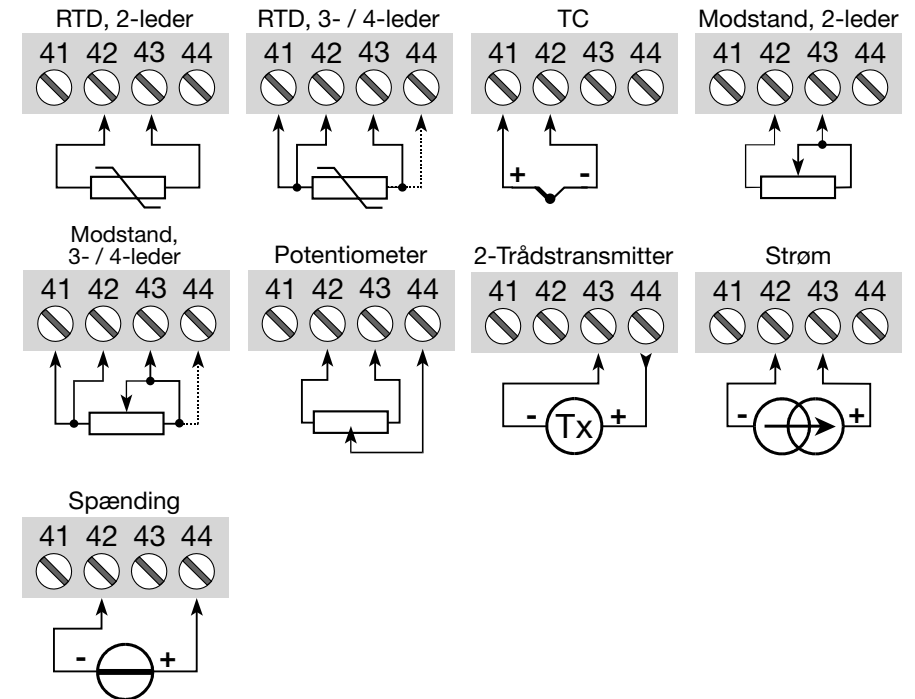 RTD, 2-leder
41 42 43 44
RTD, 3- / 4-leder
41 42 43 44
TC
41 42 43 44
+ -
Modstand, 2-leder
41 42 43 44
Modstand,
3- / 4-leder
41 42 43 44
Potentiometer
41 42 43 44
2-Trådstransmitter
41 42 43 44
- Tx +
Strøm
41 42 43 44
- +
Spænding
41 42 43 44
- +